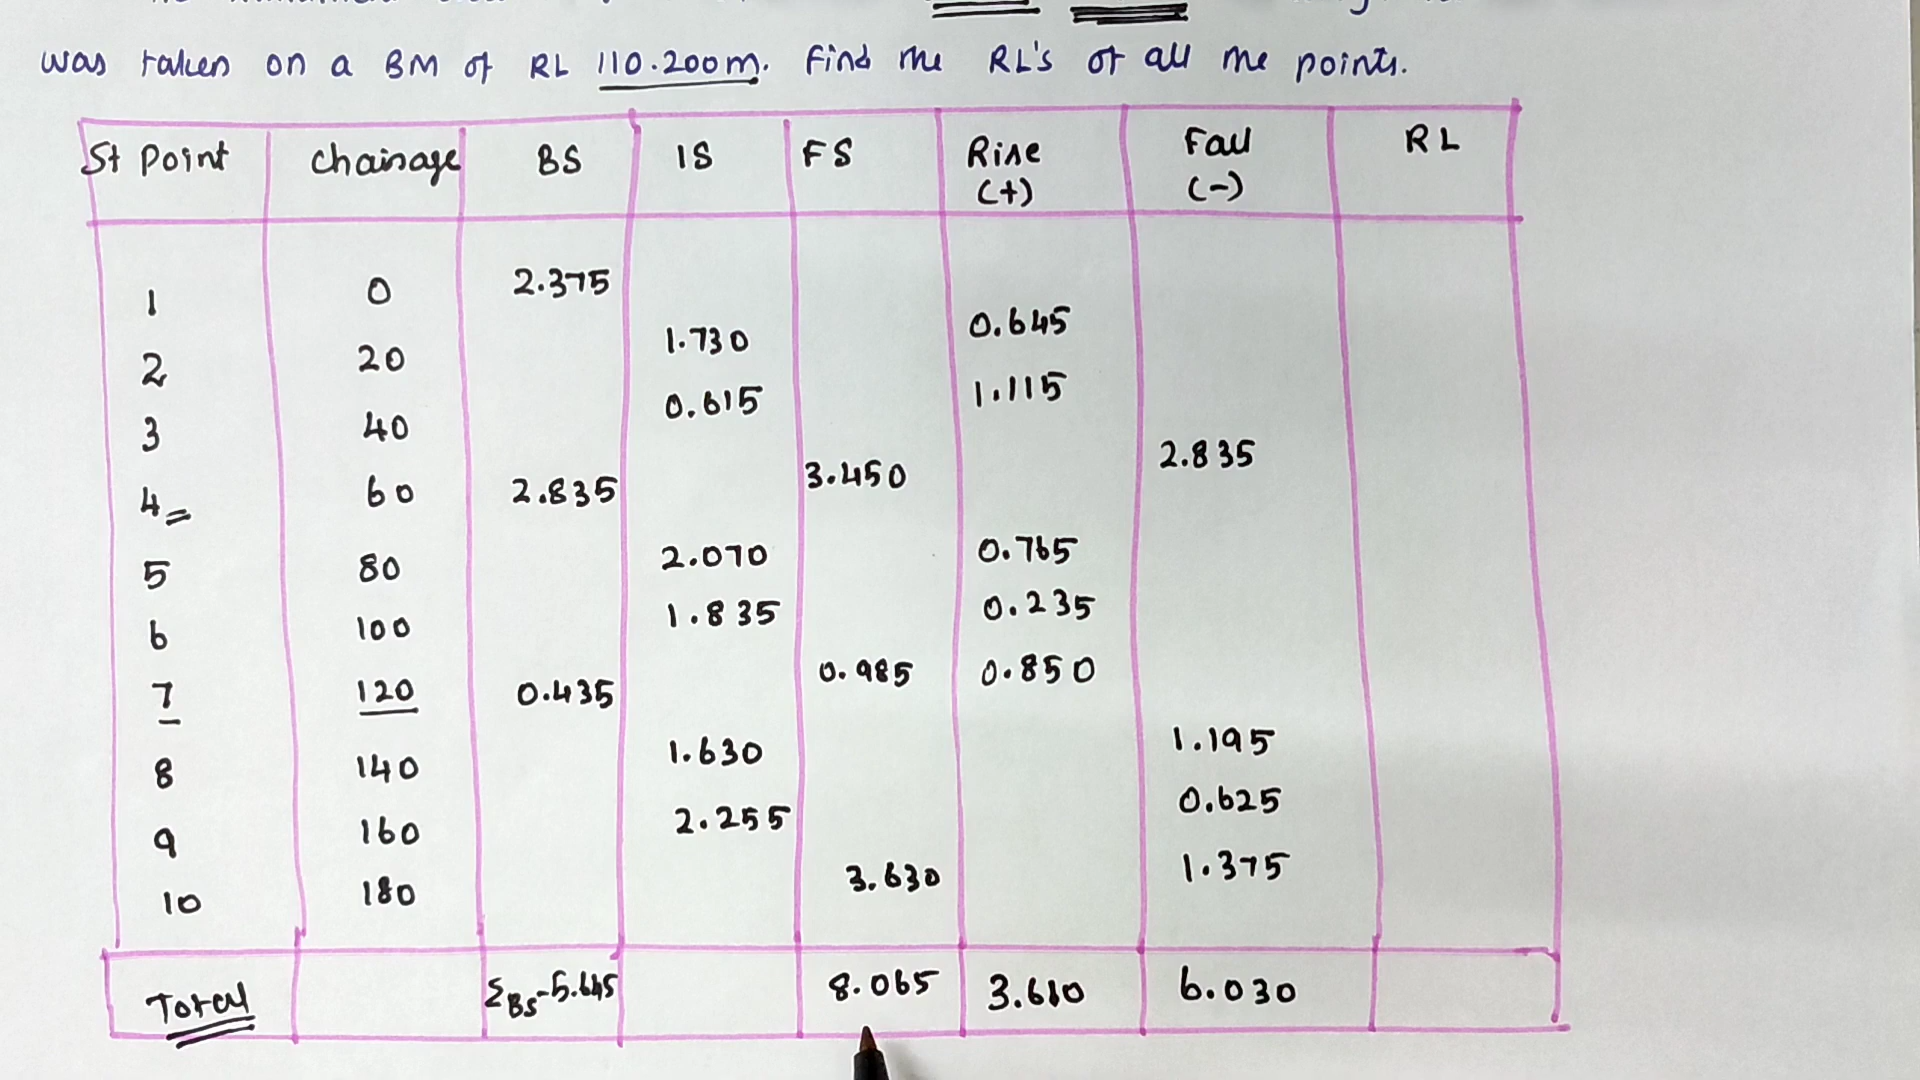 was taken on a BM of RL 110.200m. Find the RL's of all the points.
St Point Chainage BS IS FS Rise (+) Fall (-) RL
1 0 2.375
2 20 1.730 0.645
3 40 0.615 1.115
4 60 2.835 3.450 2.835
5 80 2.070 0.765
6 100 1.835 0.235
7 120 0.435 0.985 0.850
8 140 1.630 1.195
9 160 2.255 0.625
10 180 3.630 1.375
Total ΣBS-5.645 8.065 3.610 6.030